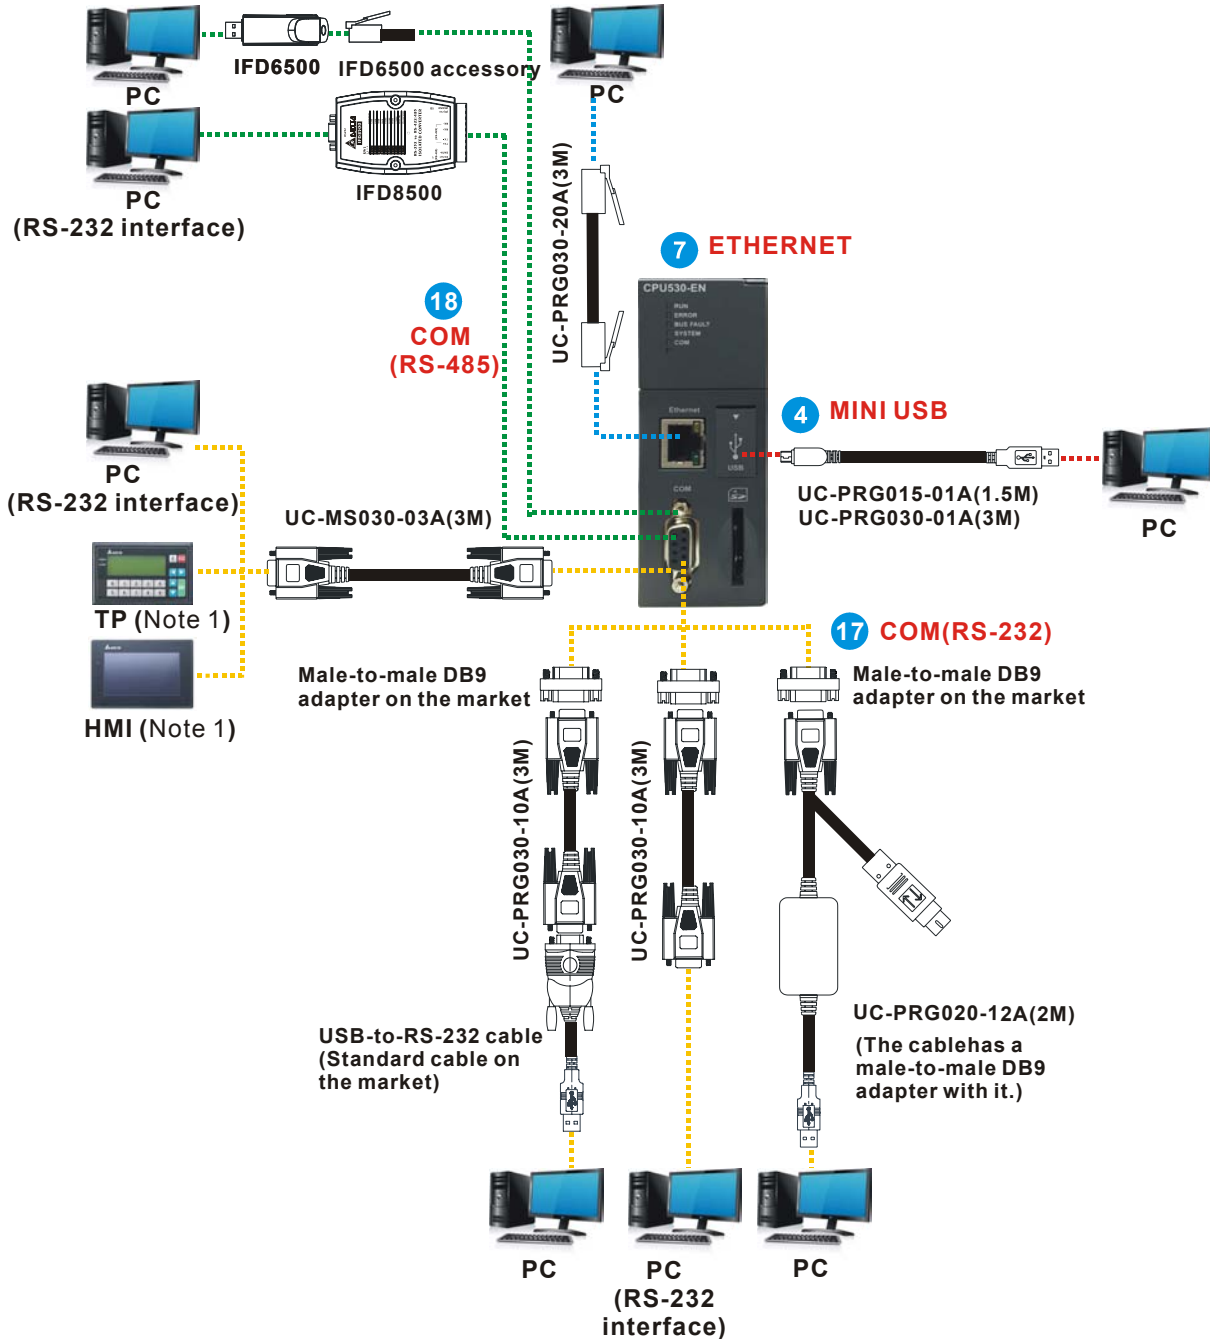 IFD6500
IFD6500 accessory
PC
PC
PC
(RS-232 interface)
IFD8500
UC-PRG030-20A(3M)
7 ETHERNET
CPU530-EN
RUN
ERROR
BUS FAULT
SYSTEM
COM
18
COM
(RS-485)
Ethernet
USB
COM
4 MINI USB
UC-PRG015-01A(1.5M)
UC-PRG030-01A(3M)
PC
PC
(RS-232 interface)
UC-MS030-03A(3M)
TP (Note 1)
HMI (Note 1)
17 COM(RS-232)
Male-to-male DB9
adapter on the market
Male-to-male DB9
adapter on the market
UC-PRG030-10A(3M)
UC-PRG030-10A(3M)
USB-to-RS-232 cable
(Standard cable on
the market)
UC-PRG020-12A(2M)
(The cablehas a
male-to-male DB9
adapter with it.)
PC
PC
(RS-232
interface)
PC